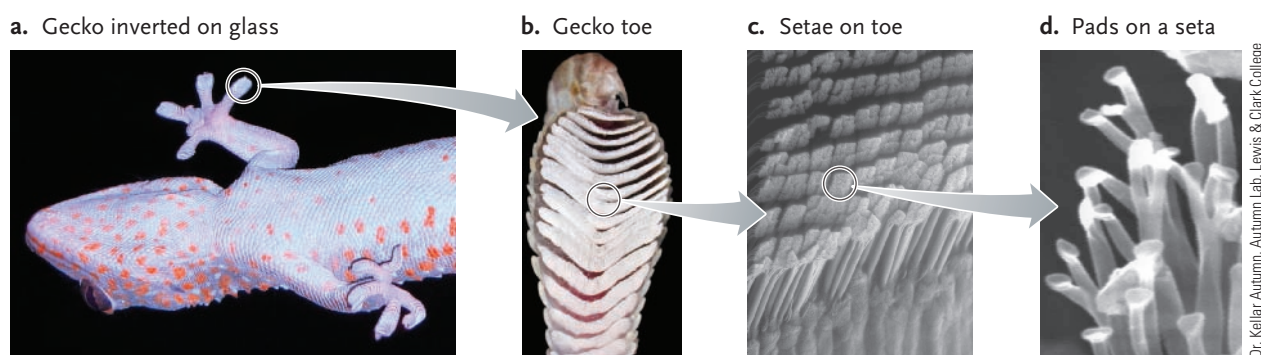 a. Gecko inverted on glass
b. Gecko toe
c. Setae on toe
d. Pads on a seta
Dr. Kellar Autumn, Autumn Lab, Lewis & Clark College